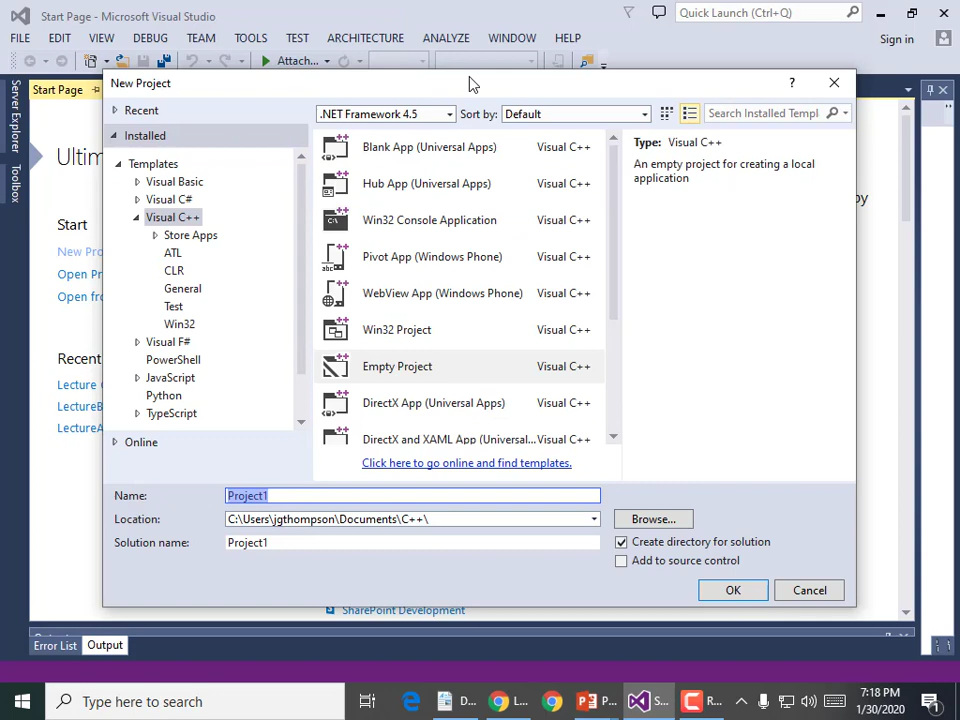 Start Page - Microsoft Visual Studio
Quick Launch (Ctrl+Q)
FILE EDIT VIEW DEBUG TEAM TOOLS TEST ARCHITECTURE ANALYZE WINDOW HELP
Sign in
Attach...
Server Explorer
Toolbox
Start Page
Start
Recent
New Project
? 
Recent
Installed
.NET Framework 4.5
Sort by: Default
Search Installed Templ
Templates
Visual Basic
Visual C#
Visual C++
Store Apps
ATL
CLR
General
Test
Win32
Visual F#
PowerShell
JavaScript
Python
TypeScript
Online
Blank App (Universal Apps) Visual C++
Hub App (Universal Apps) Visual C++
Win32 Console Application Visual C++
Pivot App (Windows Phone) Visual C++
WebView App (Windows Phone) Visual C++
Win32 Project Visual C++
Empty Project Visual C++
DirectX App (Universal Apps) Visual C++
DirectX and XAML App (Universal... Visual C++
Click here to go online and find templates.
Type: Visual C++
An empty project for creating a local
application
Name: Project1
Location: C:\Users\jgthompson\Documents\C++\
Browse...
Solution name: Project1
Create directory for solution
Add to source control
OK Cancel
SharePoint Development
Error List Output
Type here to search
D... L... P... S... R...
7:18 PM
1/30/2020
1